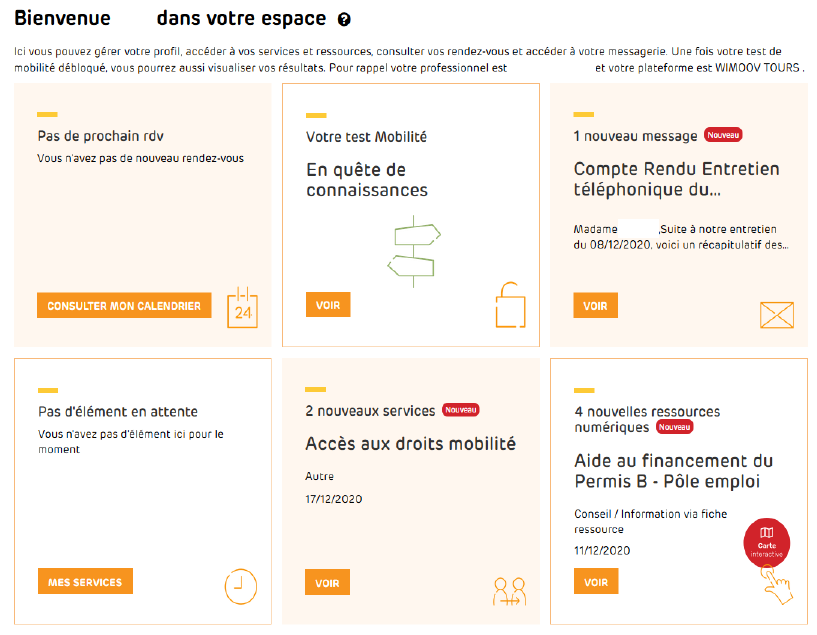 Bienvenue dans votre espace ?
Ici vous pouvez gérer votre profil, accéder à vos services et ressources, consulter vos rendez-vous et accéder à votre messagerie. Une fois votre test de
mobilité débloqué, vous pourrez aussi visualiser vos résultats. Pour rappel votre professionnel est et votre plateforme est WIMOOV TOURS .
Pas de prochain rdv
Vous n'avez pas de nouveau rendez-vous
CONSULTER MON CALENDRIER
24
Votre test Mobilité
En quête de
connaissances
VOIR
1 nouveau message Nouveau
Compte Rendu Entretien
téléphonique du...
Madame ,Suite à notre entretien
du 08/12/2020, voici un récapitulatif des...
VOIR
Pas d'élément en attente
Vous n'avez pas d'élément ici pour le
moment
MES SERVICES
2 nouveaux services Nouveau
Accès aux droits mobilité
Autre
17/12/2020
VOIR
4 nouvelles ressources
numériques Nouveau
Aide au financement du
Permis B - Pôle emploi
Conseil / Information via fiche
ressource
11/12/2020
VOIR
Carte
interactive